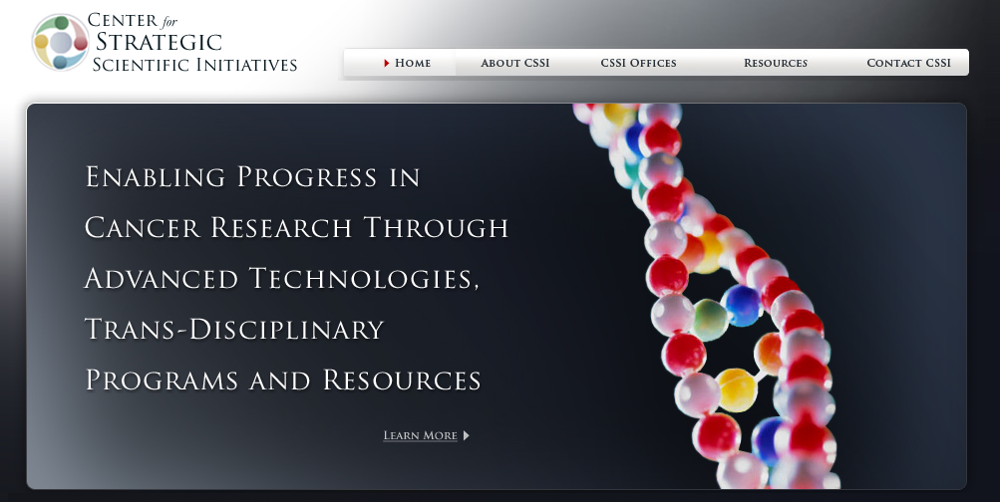 Center for
Strategic
Scientific Initiatives
Home
About CSSI
CSSI Offices
Resources
Contact CSSI
Enabling Progress in
Cancer Research Through
Advanced Technologies,
Trans-Disciplinary
Programs and Resources
Learn More